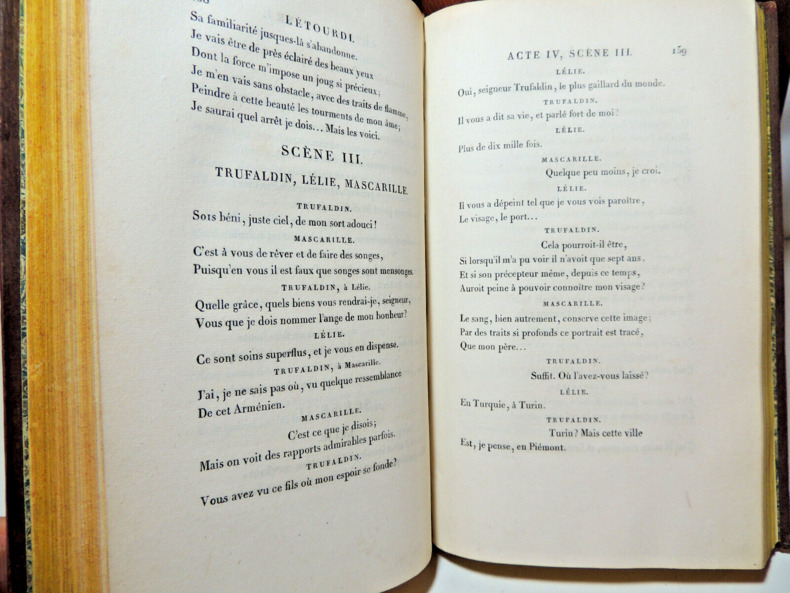 L'ÉTOURDI.
Sa familiarité jusques-là s'abandonne.
Je vais être de près éclairé des beaux yeux
Dont la force m'impose un joug si précieux;
Je m'en vais sans obstacle, avec des traits de flamme,
Peindre à cette beauté les tourments de mon âme;
Je saurai quel arrêt je dois... Mais les voici.
SCÈNE III.
TRUFALDIN, LÉLIE, MASCARILLE.
TRUFALDIN.
Sois béni, juste ciel, de mon sort adouci!
MASCARILLE.
C'est à vous de rêver et de faire des songes,
Puisqu'en vous il est faux que songes sont mensonges.
TRUFALDIN, à Lélie.
Quelle grâce, quels biens vous rendrai-je, seigneur,
Vous que je dois nommer l'ange de mon bonheur?
LÉLIE.
Ce sont soins superflus, et je vous en dispense.
TRUFALDIN, à Mascarille.
J'ai, je ne sais pas où, vu quelque ressemblance
De cet Arménien.
MASCARILLE.
C'est ce que je disois;
Mais on voit des rapports admirables parfois.
TRUFALDIN.
Vous avez vu ce fils où mon espoir se fonde?
ACTE IV, SCÈNE III. 159
LÉLIE.
Oui, seigneur Trufaldin, le plus gaillard du monde.
TRUFALDIN.
Il vous a dit sa vie, et parlé fort de moi?
LÉLIE.
Plus de dix mille fois.
MASCARILLE.
Quelque peu moins, je croi.
LÉLIE.
Il vous a dépeint tel que je vous vois paroître,
Le visage, le port...
TRUFALDIN.
Cela pourroit-il être,
Si lorsqu'il m'a pu voir il n'avoit que sept ans,
Et si son précepteur même, depuis ce temps,
Auroit peine à pouvoir connoître mon visage?
MASCARILLE.
Le sang, bien autrement, conserve cette image;
Par des traits si profonds ce portrait est tracé,
Que mon père...
TRUFALDIN.
Suffit. Où l'avez-vous laissé?
LÉLIE.
En Turquie, à Turin.
TRUFALDIN.
Turin? Mais cette ville
Est, je pense, en Piémont.